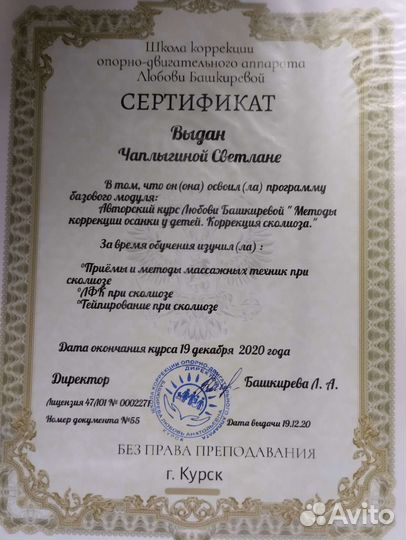 Школа коррекции
опорно-двигательного аппарата
Любови Башкиревой
СЕРТИФИКАТ
Выдан
Чаплыгиной Светлане
В том, что он(она) освоил(ла) программу
базового модуля:
Авторский курс Любови Башкиревой " Методы
коррекции осанки у детей. Коррекция сколиоза."
За время обучения изучил(ла) :
°Приёмы и методы массажных техник при
сколиозе
°ЛФК при сколиозе
°Тейпирование при сколиозе
Дата окончания курса 19 декабря 2020 года
Директор Башкирева Л. А.
Лицензия 47Л01 № 0002271
Номер документа №55 Дата выдачи 19.12.20
БЕЗ ПРАВА ПРЕПОДАВАНИЯ
г. Курск
Avito